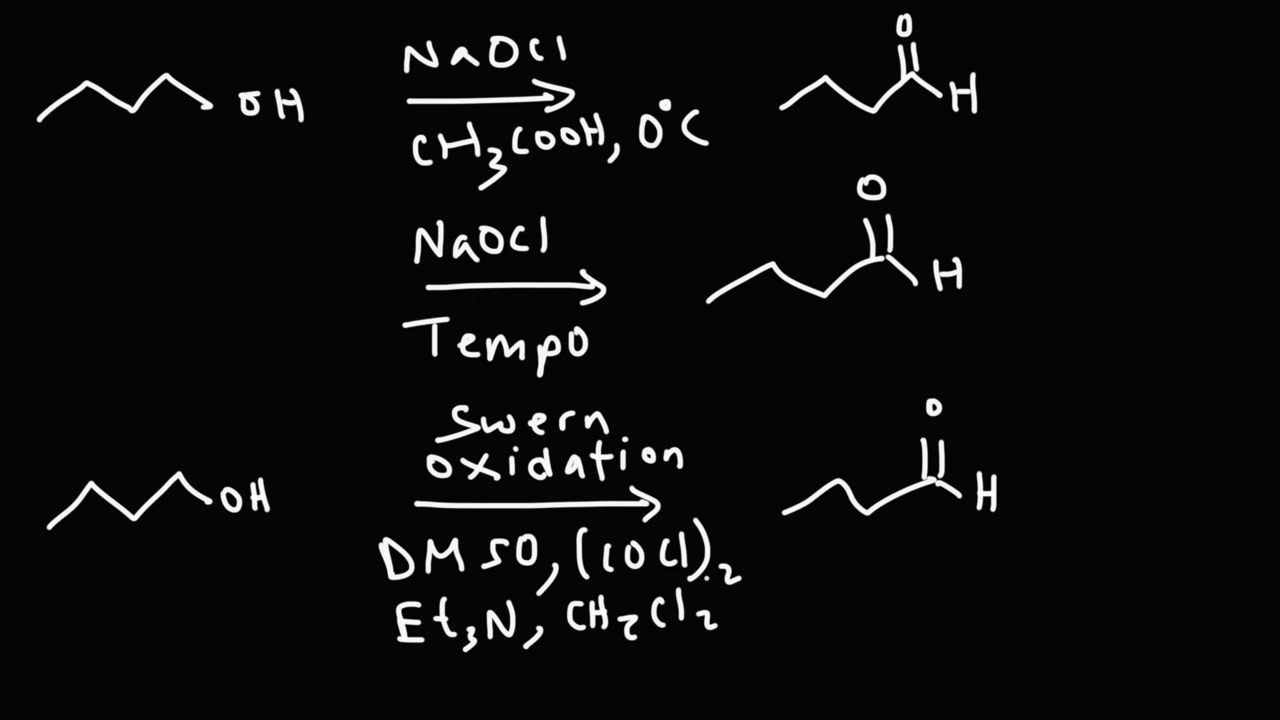 NaOCl
OH
CH₃COOH, 0°C
O
H
NaOCl
Tempo
O
H
Swern
oxidation
OH
DMSO, (COCl)₂
Et₃N, CH₂Cl₂
O
H